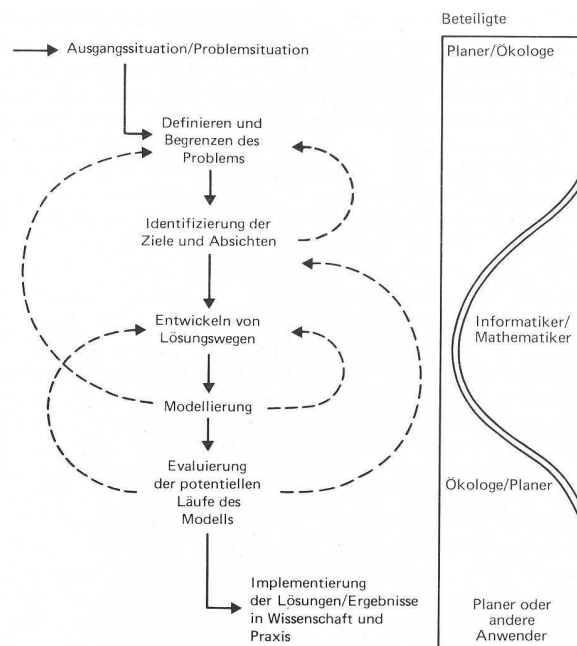 Beteiligte
Ausgangssituation/Problemsituation
Planer/Ökologe
Definieren und
Begrenzen des
Problems
Identifizierung der
Ziele und Absichten
Entwickeln von
Lösungswegen
Informatiker/
Mathematiker
Modellierung
Evaluierung
der potentiellen
Läufe des
Modells
Ökologe/Planer
Implementierung
der Lösungen/Ergebnisse
in Wissenschaft und
Praxis
Planer oder
andere
Anwender